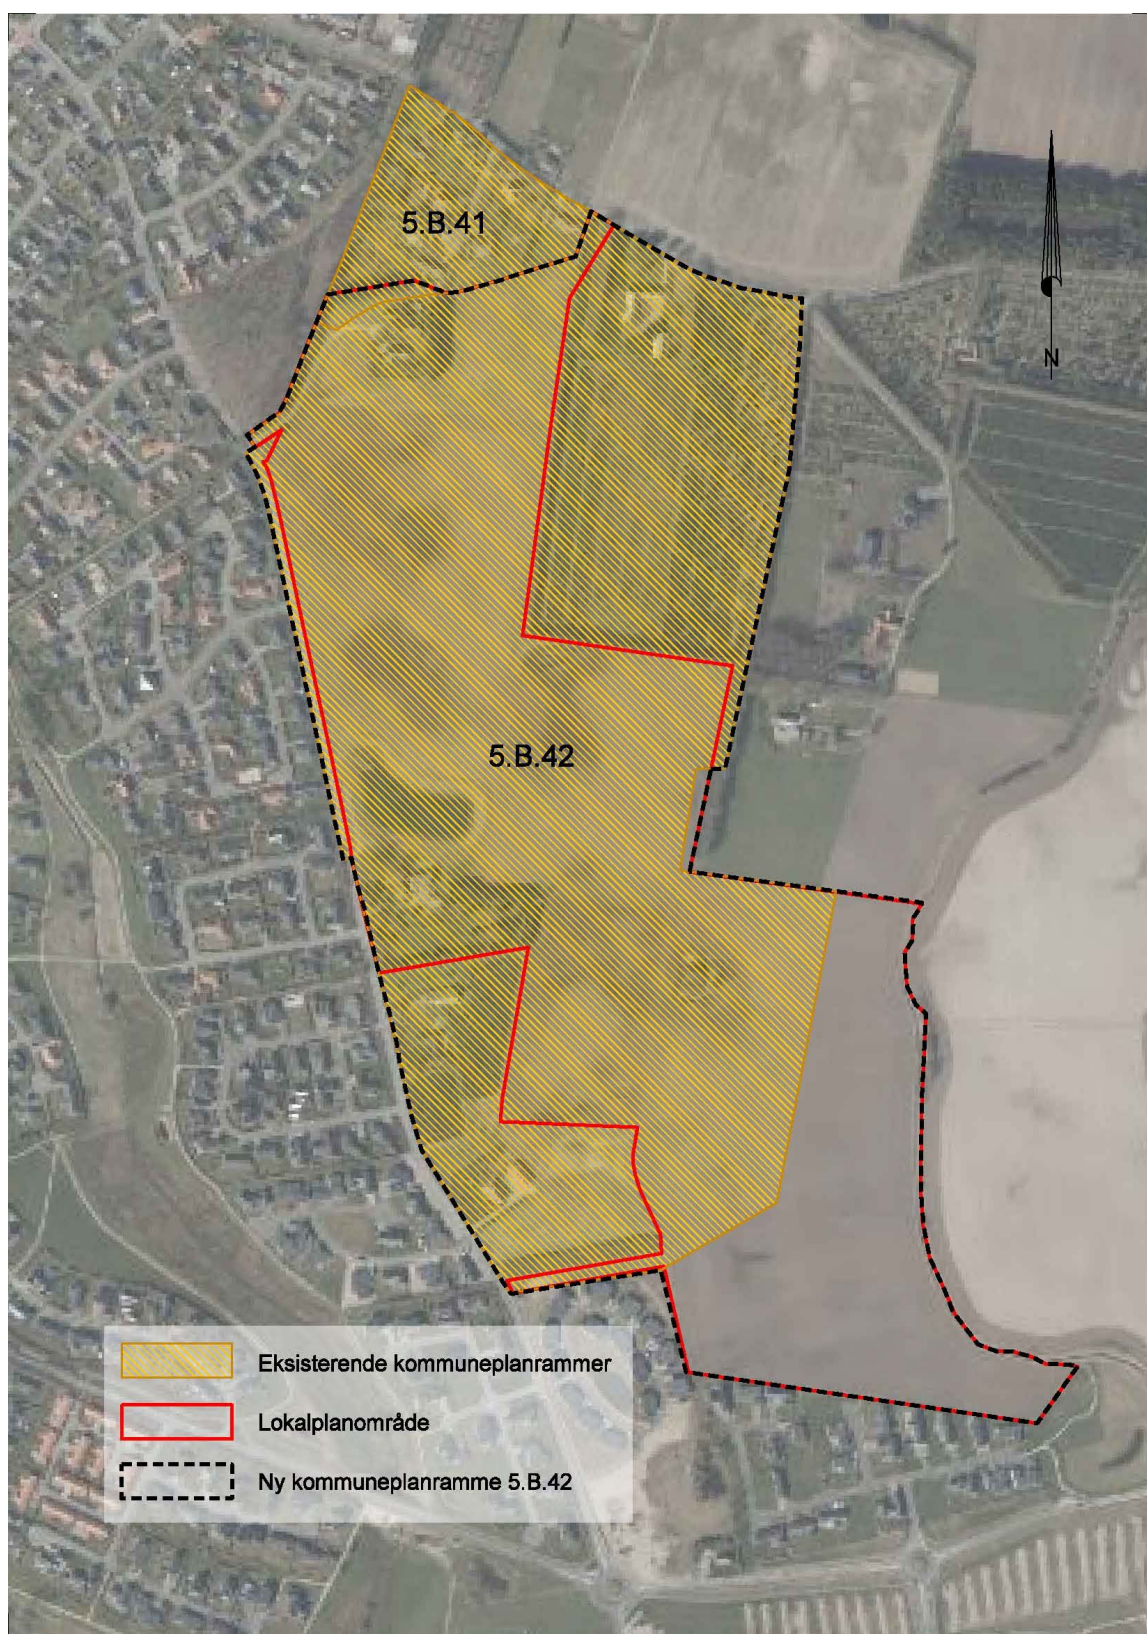 5.B.41
N
5.B.42
Eksisterende kommuneplanrammer
Lokalplanområde
Ny kommuneplanramme 5.B.42